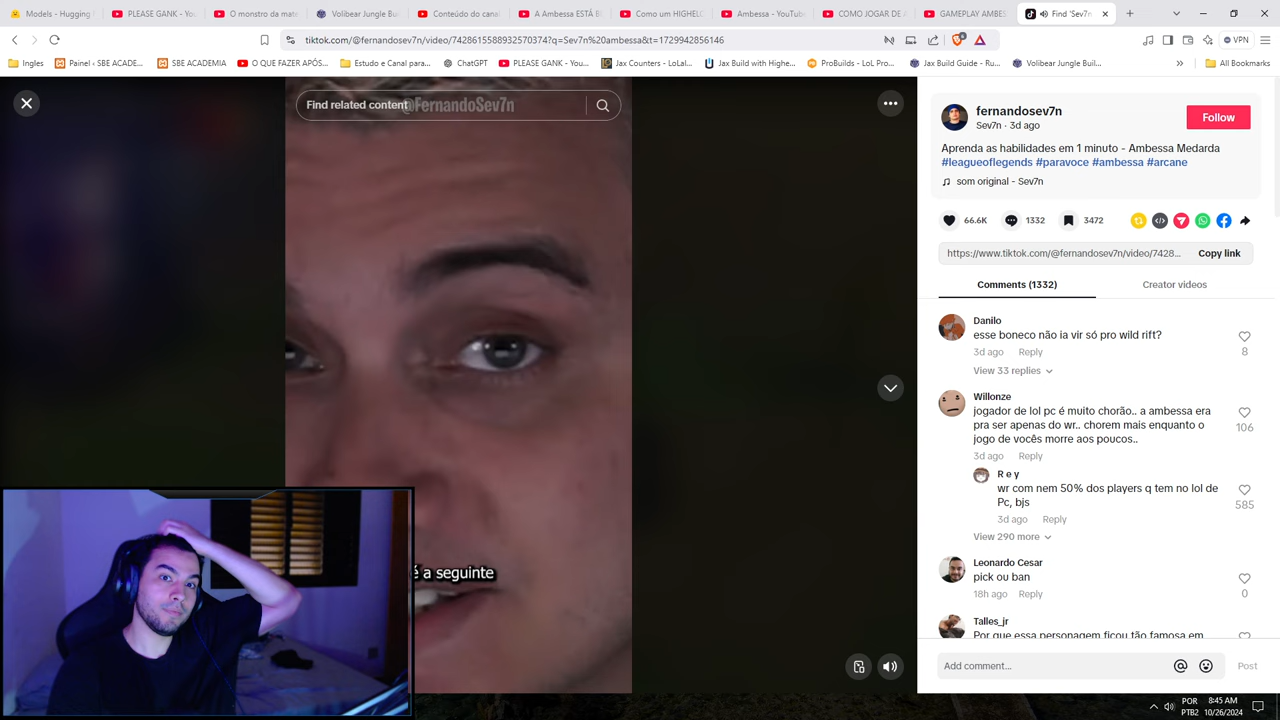 Models - Hugging
PLEASE GANK - You
O monstro da mate
Volibear Jungle Bu
Conteúdo do canal
A Ambessa ESTÁ B
Como um HIGHELO
Ambessa - YouTube
COMO JOGAR DE A
GAMEPLAY AMBES
Find 'Sev7n
tiktok.com/@fernandosev7n/video/7428615588932570374?q=Sev7n%20ambessa&t=1729942856146
6
VPN
Ingles
Painel ‹ SBE ACADE...
SBE ACADEMIA
O QUE FAZER APÓS...
Estudo e Canal para...
ChatGPT
PLEASE GANK - You...
Jax Counters - LoLal...
Jax Build with Highe...
ProBuilds - LoL Pro...
Jax Build Guide - Ru...
Volibear Jungle Buil...
All Bookmarks
Find related content
@FernandoSev7n
é a seguinte
fernandosev7n
Sev7n · 3d ago
Follow
Aprenda as habilidades em 1 minuto - Ambessa Medarda
#leagueoflegends #paravoce #ambessa #arcane
som original - Sev7n
66.6K
1332
3472
https://www.tiktok.com/@fernandosev7n/video/7428...
Copy link
Comments (1332)
Creator videos
Danilo
esse boneco não ia vir só pro wild rift?
3d ago Reply
8
View 33 replies
Willonze
jogador de lol pc é muito chorão.. a ambessa era
pra ser apenas do wr.. chorem mais enquanto o
jogo de vocês morre aos poucos..
106
3d ago Reply
R e y
wr com nem 50% dos players q tem no lol de
Pc, bjs
585
3d ago Reply
View 290 more
Leonardo Cesar
pick ou ban
18h ago Reply
0
Talles_jr
Por que essa personagem ficou tão famosa em
Add comment...
Post
POR
PTB2
8:45 AM
10/26/2024